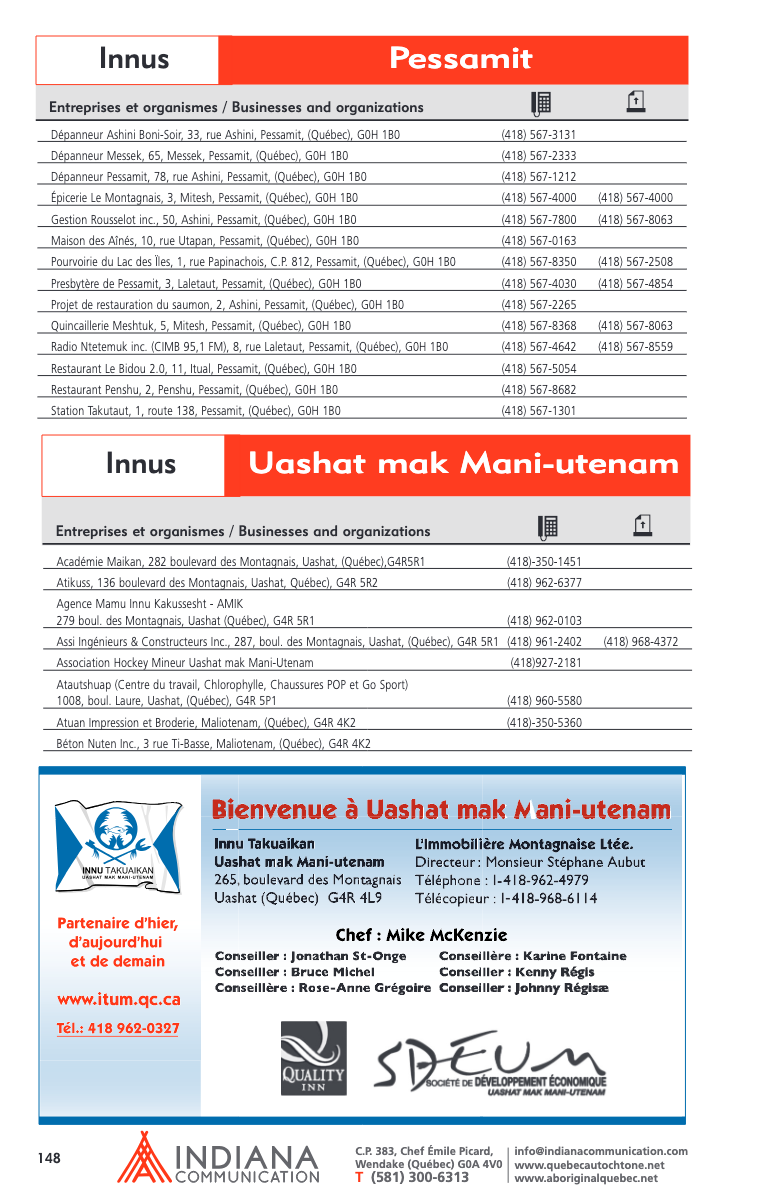 Innus
Pessamit
Entreprises et organismes / Businesses and organizations
Dépanneur Ashini Boni-Soir, 33, rue Ashini, Pessamit, (Québec), G0H 1B0 (418) 567-3131
Dépanneur Messek, 65, Messek, Pessamit, (Québec), G0H 1B0 (418) 567-2333
Dépanneur Pessamit, 78, rue Ashini, Pessamit, (Québec), G0H 1B0 (418) 567-1212
Épicerie Le Montagnais, 3, Mitesh, Pessamit, (Québec), G0H 1B0 (418) 567-4000 (418) 567-4000
Gestion Rousselot inc., 50, Ashini, Pessamit, (Québec), G0H 1B0 (418) 567-7800 (418) 567-8063
Maison des Aînés, 10, rue Utapan, Pessamit, (Québec), G0H 1B0 (418) 567-0163
Pourvoirie du Lac des Ïles, 1, rue Papinachois, C.P. 812, Pessamit, (Québec), G0H 1B0 (418) 567-8350 (418) 567-2508
Presbytère de Pessamit, 3, Laletaut, Pessamit, (Québec), G0H 1B0 (418) 567-4030 (418) 567-4854
Projet de restauration du saumon, 2, Ashini, Pessamit, (Québec), G0H 1B0 (418) 567-2265
Quincaillerie Meshtuk, 5, Mitesh, Pessamit, (Québec), G0H 1B0 (418) 567-8368 (418) 567-8063
Radio Ntetemuk inc. (CIMB 95,1 FM), 8, rue Laletaut, Pessamit, (Québec), G0H 1B0 (418) 567-4642 (418) 567-8559
Restaurant Le Bidou 2.0, 11, Itual, Pessamit, (Québec), G0H 1B0 (418) 567-5054
Restaurant Penshu, 2, Penshu, Pessamit, (Québec), G0H 1B0 (418) 567-8682
Station Takutaut, 1, route 138, Pessamit, (Québec), G0H 1B0 (418) 567-1301
Innus
Uashat mak Mani-utenam
Entreprises et organismes / Businesses and organizations
Académie Maikan, 282 boulevard des Montagnais, Uashat, (Québec),G4R5R1 (418)-350-1451
Atikuss, 136 boulevard des Montagnais, Uashat, Québec), G4R 5R2 (418) 962-6377
Agence Mamu Innu Kakussesht - AMIK
279 boul. des Montagnais, Uashat (Québec), G4R 5R1 (418) 962-0103
Assi Ingénieurs & Constructeurs Inc., 287, boul. des Montagnais, Uashat, (Québec), G4R 5R1 (418) 961-2402 (418) 968-4372
Association Hockey Mineur Uashat mak Mani-Utenam (418)927-2181
Atautshuap (Centre du travail, Chlorophylle, Chaussures POP et Go Sport)
1008, boul. Laure, Uashat, (Québec), G4R 5P1 (418) 960-5580
Atuan Impression et Broderie, Maliotenam, (Québec), G4R 4K2 (418)-350-5360
Béton Nuten Inc., 3 rue Ti-Basse, Maliotenam, (Québec), G4R 4K2
INNU TAKUAIKAN
UASHAT MAK MANI-UTENAM
Partenaire d'hier,
d'aujourd'hui
et de demain
www.itum.qc.ca
Tél.: 418 962-0327
Bienvenue à Uashat mak Mani-utenam
Innu Takuaikan
Uashat mak Mani-utenam
265, boulevard des Montagnais
Uashat (Québec) G4R 4L9
L'Immobilière Montagnaise Ltée.
Directeur : Monsieur Stéphane Aubut
Téléphone : 1-418-962-4979
Télécopieur : 1-418-968-6114
Chef : Mike McKenzie
Conseiller : Jonathan St-Onge Conseillère : Karine Fontaine
Conseiller : Bruce Michel Conseiller : Kenny Régis
Conseillère : Rose-Anne Grégoire Conseiller : Johnny Régisæ
QUALITY
INN
SDEUM
SOCIÉTÉ DE DÉVELOPPEMENT ÉCONOMIQUE
UASHAT MAK MANI-UTENAM
148
INDIANA
COMMUNICATION
C.P. 383, Chef Émile Picard,
Wendake (Québec) G0A 4V0
T (581) 300-6313
info@indianacommunication.com
www.quebecautochtone.net
www.aboriginalquebec.net